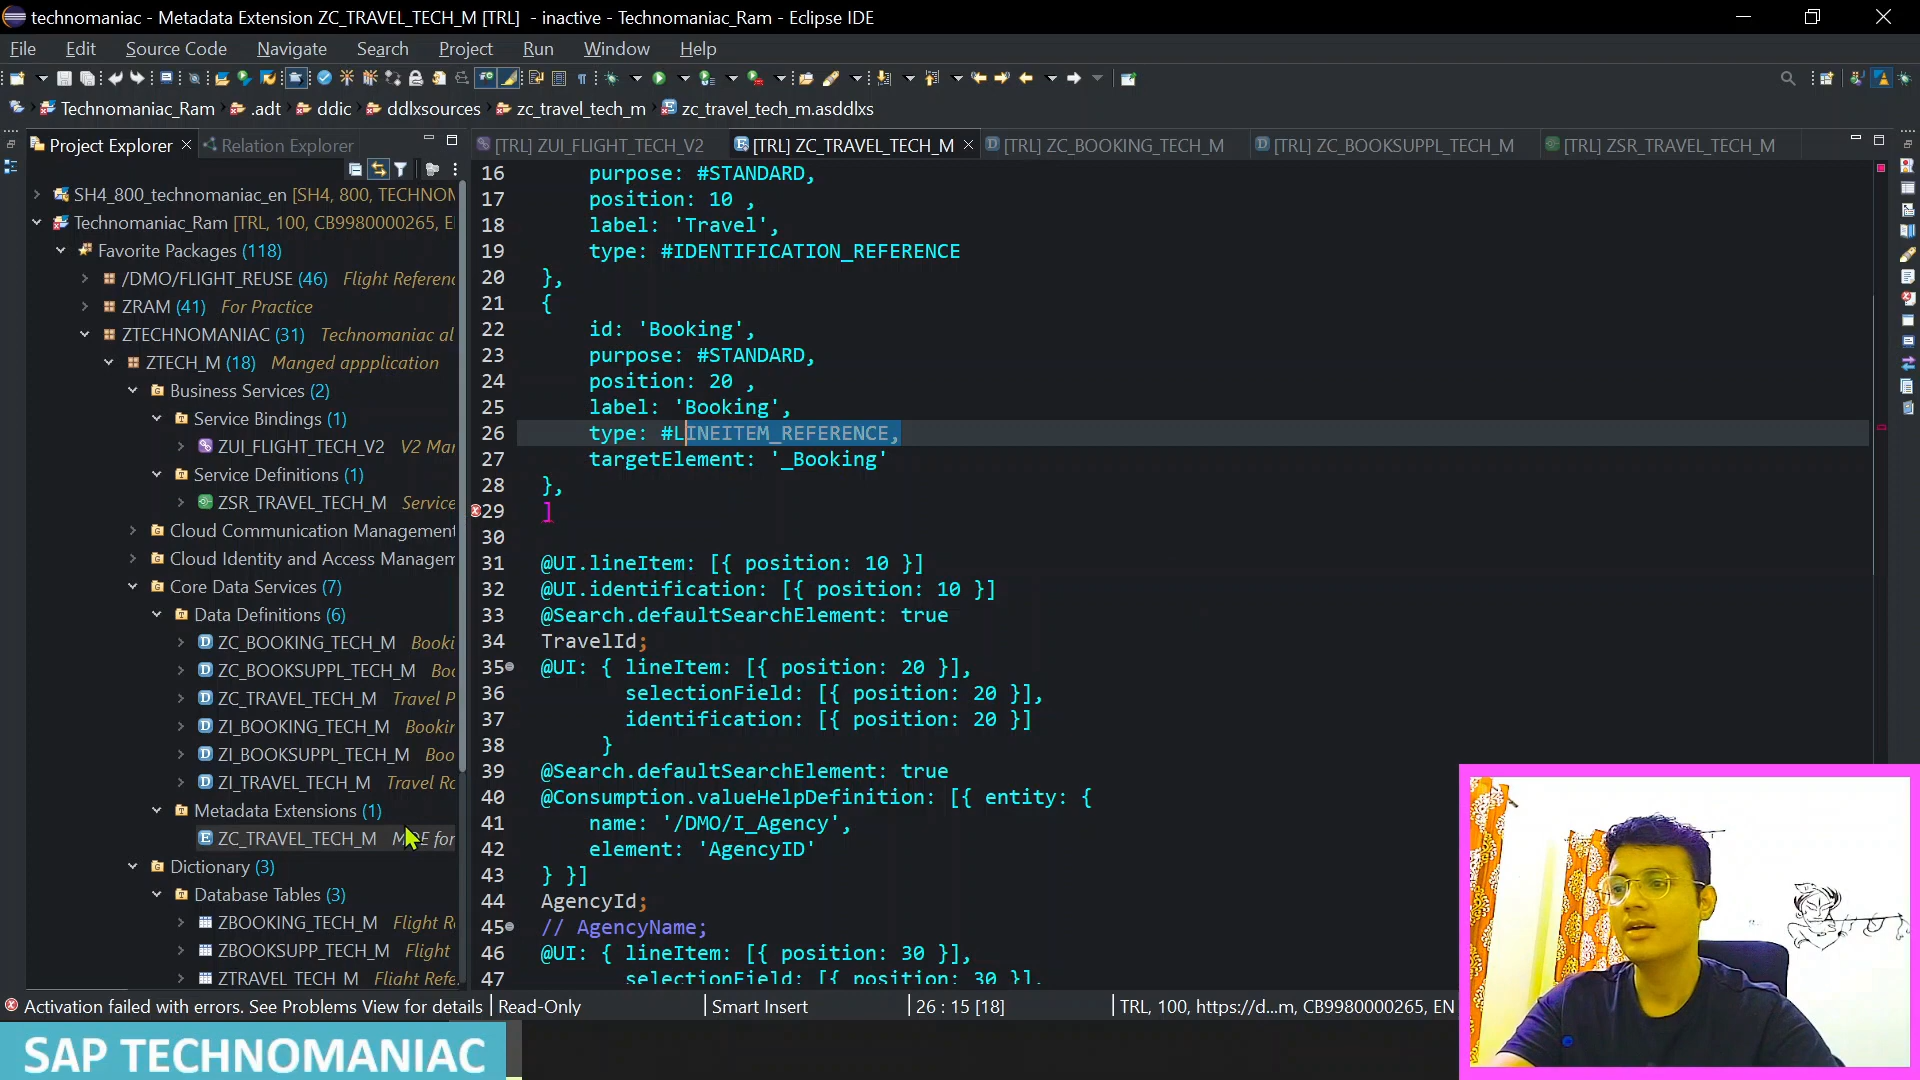 technomaniac - Metadata Extension ZC_TRAVEL_TECH_M [TRL] - inactive - Technomaniac_Ram - Eclipse IDE
File Edit Source Code Navigate Search Project Run Window Help
Technomaniac_Ram .adt ddic ddlxsources zc_travel_tech_m zc_travel_tech_m.asddlxs
Project Explorer Relation Explorer
SH4_800_technomaniac_en [SH4, 800, TECHNOM
Technomaniac_Ram [TRL, 100, CB9980000265, E
Favorite Packages (118)
/DMO/FLIGHT_REUSE (46) Flight Referenc
ZRAM (41) For Practice
ZTECHNOMANIAC (31) Technomaniac al
ZTECH_M (18) Manged appplication
Business Services (2)
Service Bindings (1)
ZUI_FLIGHT_TECH_V2 V2 Man
Service Definitions (1)
ZSR_TRAVEL_TECH_M Service
Cloud Communication Management
Cloud Identity and Access Managem
Core Data Services (7)
Data Definitions (6)
ZC_BOOKING_TECH_M Booki
ZC_BOOKSUPPL_TECH_M Boo
ZC_TRAVEL_TECH_M Travel P
ZI_BOOKING_TECH_M Bookin
ZI_BOOKSUPPL_TECH_M Boo
ZI_TRAVEL_TECH_M Travel Ro
Metadata Extensions (1)
ZC_TRAVEL_TECH_M for
Dictionary (3)
Database Tables (3)
ZBOOKING_TECH_M Flight Re
ZBOOKSUPP_TECH_M Flight
ZTRAVEL_TECH_M Flight Refe
[TRL] ZUI_FLIGHT_TECH_V2 [TRL] ZC_TRAVEL_TECH_M [TRL] ZC_BOOKING_TECH_M [TRL] ZC_BOOKSUPPL_TECH_M [TRL] ZSR_TRAVEL_TECH_M
16 purpose: #STANDARD,
17 position: 10 ,
18 label: 'Travel',
19 type: #IDENTIFICATION_REFERENCE
20 },
21 {
22 id: 'Booking',
23 purpose: #STANDARD,
24 position: 20 ,
25 label: 'Booking',
26 type: #LINEITEM_REFERENCE,
27 targetElement: '_Booking'
28 },
29 ]
30
31 @UI.lineItem: [{ position: 10 }]
32 @UI.identification: [{ position: 10 }]
33 @Search.defaultSearchElement: true
34 TravelId;
35 @UI: { lineItem: [{ position: 20 }],
36 selectionField: [{ position: 20 }],
37 identification: [{ position: 20 }]
38 }
39 @Search.defaultSearchElement: true
40 @Consumption.valueHelpDefinition: [{ entity: {
41 name: '/DMO/I_Agency',
42 element: 'AgencyID'
43 } }]
44 AgencyId;
45 // AgencyName;
46 @UI: { lineItem: [{ position: 30 }],
47 selectionField: [{ position: 30 }],
Activation failed with errors. See Problems View for details Read-Only Smart Insert 26 : 15 [18] TRL, 100, https://d...m, CB9980000265, EN
SAP TECHNOMANIAC